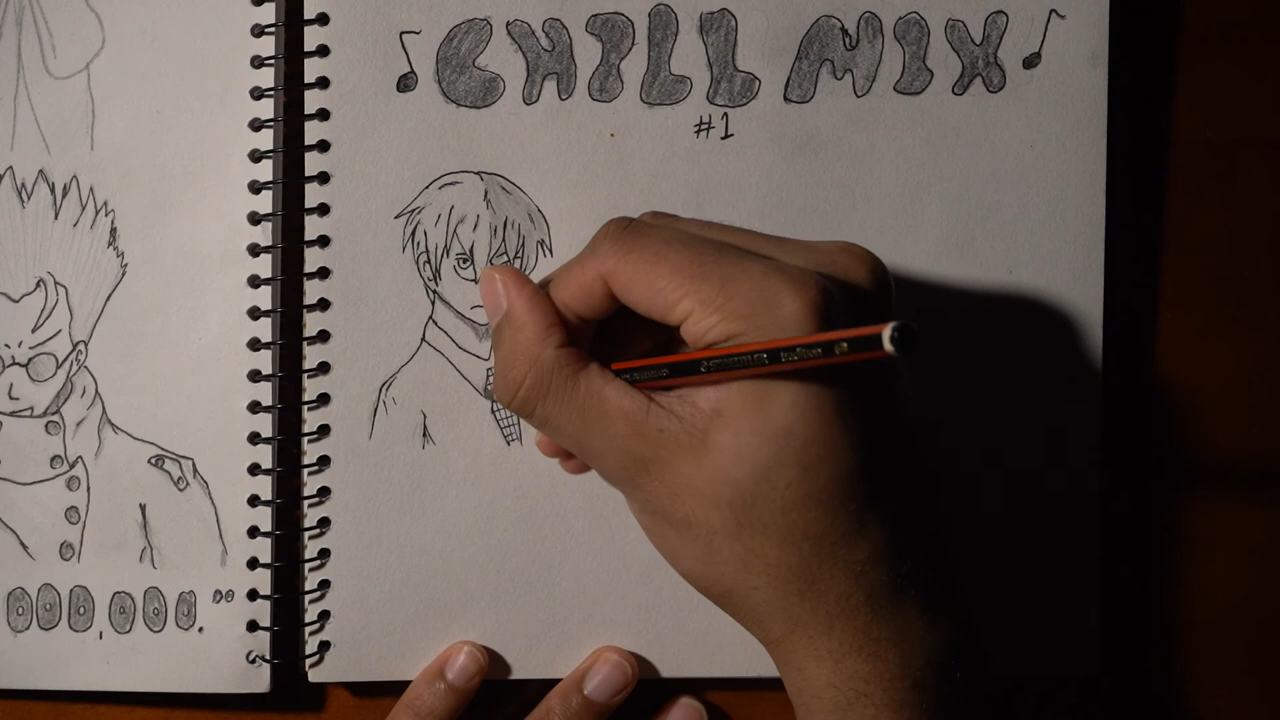 ♪ CHILL MIX ♪
#1
STAEDTLER tradition